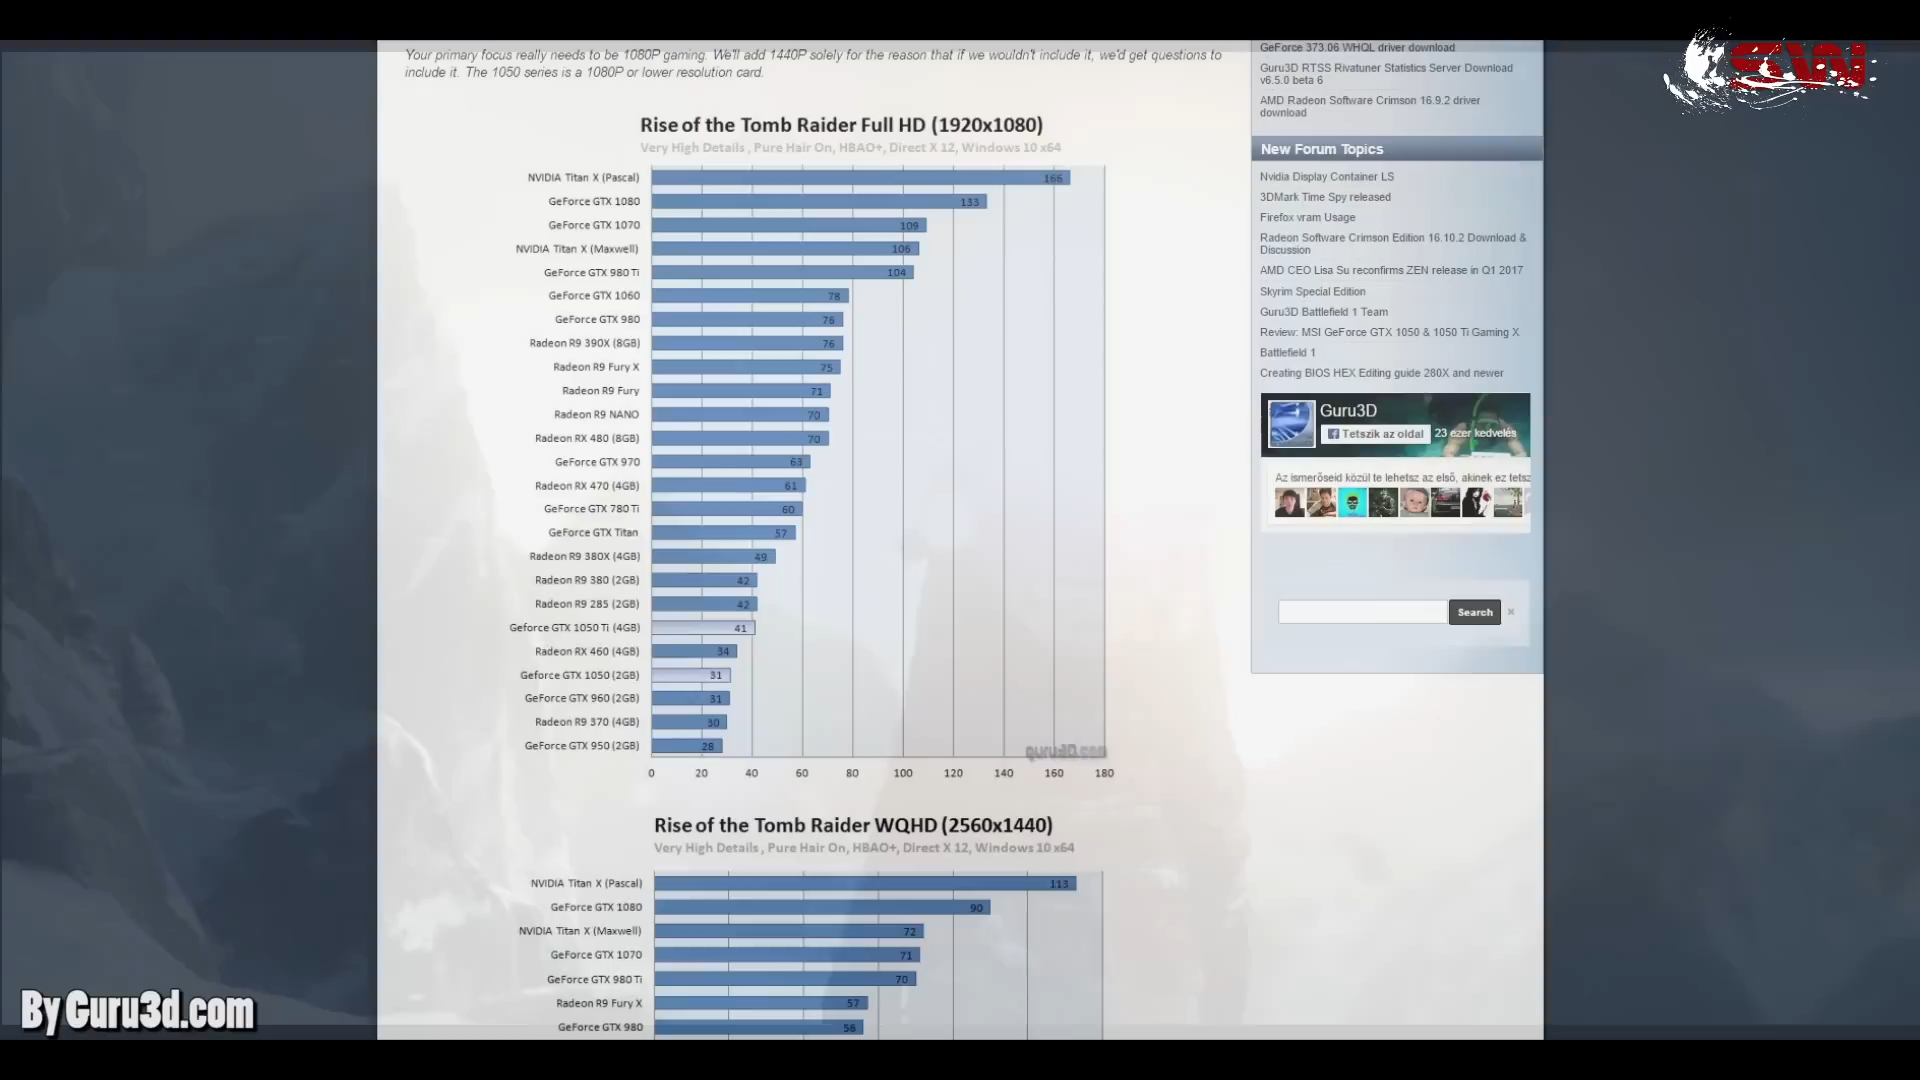 Your primary focus really needs to be 1080P gaming. We'll add 1440P solely for the reason that if we wouldn't include it, we'd get questions to
include it. The 1050 series is a 1080P or lower resolution card.
Rise of the Tomb Raider Full HD (1920x1080)
Very High Details , Pure Hair On, HBAO+, Direct X 12, Windows 10 x64
NVIDIA Titan X (Pascal) 166
GeForce GTX 1080 133
GeForce GTX 1070 109
NVIDIA Titan X (Maxwell) 106
GeForce GTX 980 Ti 104
GeForce GTX 1060 78
GeForce GTX 980 76
Radeon R9 390X (8GB) 76
Radeon R9 Fury X 75
Radeon R9 Fury 71
Radeon R9 NANO 70
Radeon RX 480 (8GB) 70
GeForce GTX 970 63
Radeon RX 470 (4GB) 61
GeForce GTX 780 Ti 60
GeForce GTX Titan 57
Radeon R9 380X (4GB) 49
Radeon R9 380 (2GB) 42
Radeon R9 285 (2GB) 42
Geforce GTX 1050 Ti (4GB) 41
Radeon RX 460 (4GB) 34
Geforce GTX 1050 (2GB) 31
GeForce GTX 960 (2GB) 31
Radeon R9 370 (4GB) 30
GeForce GTX 950 (2GB) 28
guru3D.com
0 20 40 60 80 100 120 140 160 180
Rise of the Tomb Raider WQHD (2560x1440)
Very High Details , Pure Hair On, HBAO+, Direct X 12, Windows 10 x64
NVIDIA Titan X (Pascal) 113
GeForce GTX 1080 90
NVIDIA Titan X (Maxwell) 72
GeForce GTX 1070 71
GeForce GTX 980 Ti 70
Radeon R9 Fury X 57
GeForce GTX 980 56
GeForce 373.06 WHQL driver download
Guru3D RTSS Rivatuner Statistics Server Download
v6.5.0 beta 6
AMD Radeon Software Crimson 16.9.2 driver
download
New Forum Topics
Nvidia Display Container LS
3DMark Time Spy released
Firefox vram Usage
Radeon Software Crimson Edition 16.10.2 Download &
Discussion
AMD CEO Lisa Su reconfirms ZEN release in Q1 2017
Skyrim Special Edition
Guru3D Battlefield 1 Team
Review: MSI GeForce GTX 1050 & 1050 Ti Gaming X
Battlefield 1
Creating BIOS HEX Editing guide 280X and newer
Guru3D
Tetszik az oldal 23 ezer kedvelés
Az ismerőseid közül te lehetsz az első, akinek ez tetsz
Search
SW
By Guru3d.com